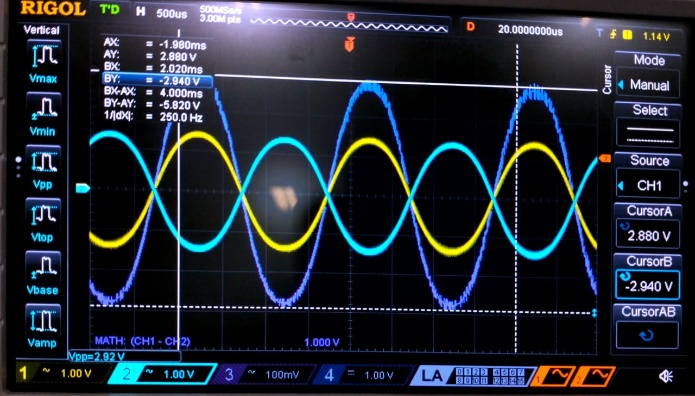 RIGOL T'D H 500us 500MSa/s 3.00M pts D 20.0000000us T 1.14 V
Vertical
Vmax
Vmin
Vpp
Vtop
Vbase
Vamp
AX: = -1.980ms
AY: = 2.880 V
BX: = 2.020ms
BY: = -2.940 V
BX-AX: = 4.000ms
BY-AY: = -5.820 V
1/|dX|: = 250.0 Hz
MATH: (CH1 - CH2) 1.000 V
Vpp=2.92 V
Cursor
Mode
Manual
Select
Source
CH1
CursorA
2.880 V
CursorB
-2.940 V
CursorAB
1 ~ 1.00 V 2 ~ 1.00 V 3 ~ 100mV 4 = 1.00 V LA